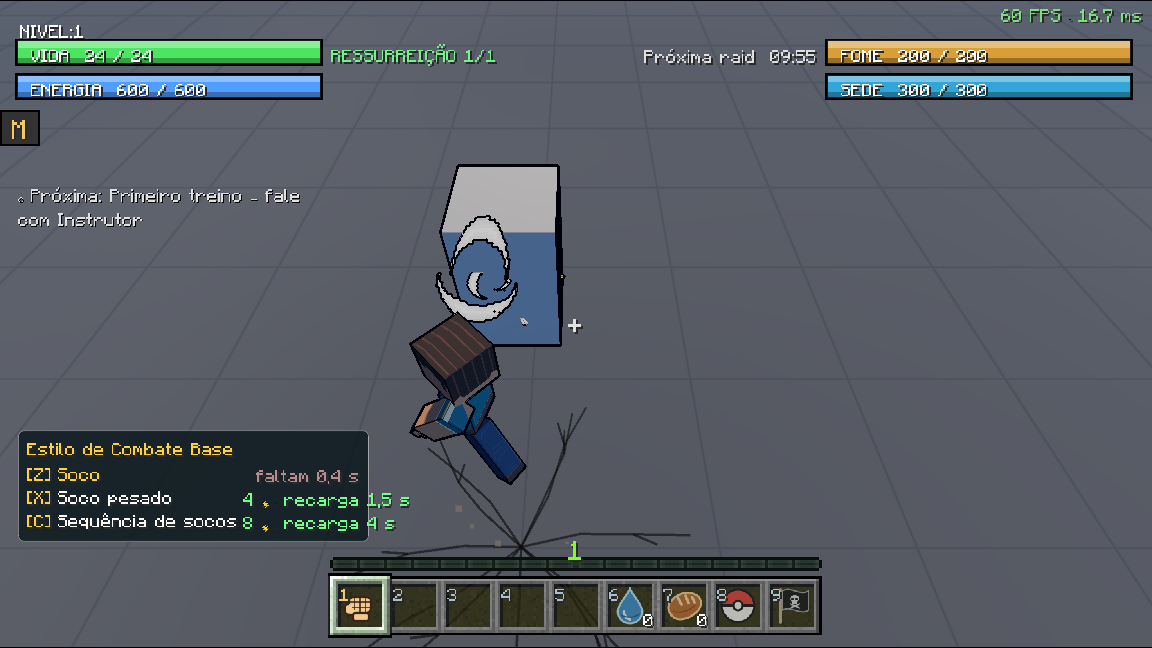 60 FPS . 16.7 ms
NIVEL:1
VIDA 24 / 24
RESSURREIÇÃO 1/1
Próxima raid 09:55
FOME 200 / 200
ENERGIA 600 / 600
SEDE 300 / 300
M
Próxima: Primeiro treino - fale
com Instrutor
Estilo de Combate Base
[Z] Soco faltam 0,4 s
[X] Soco pesado 4 recarga 1,5 s
[C] Sequência de socos 8 recarga 4 s
1
1 2 3 4 5 6 7 8 9
0 0